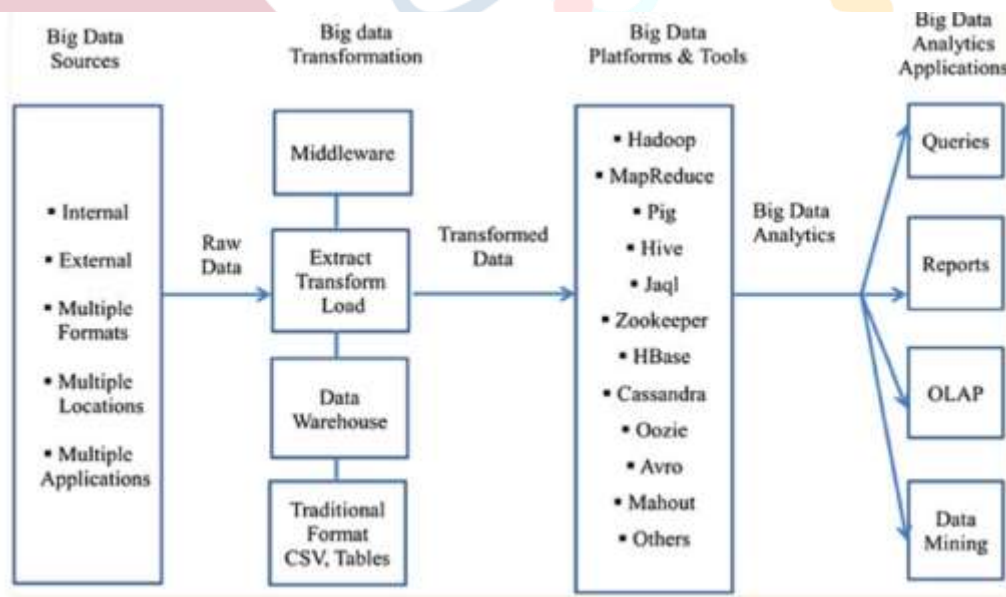 Big Data
Sources
Big data
Transformation
Big Data
Platforms & Tools
Big Data
Analytics
Applications
▪ Internal
▪ External
▪ Multiple
Formats
▪ Multiple
Locations
▪ Multiple
Applications
Raw
Data
Middleware
Extract
Transform
Load
Data
Warehouse
Traditional
Format
CSV, Tables
Transformed
Data
▪ Hadoop
▪ MapReduce
▪ Pig
▪ Hive
▪ Jaql
▪ Zookeeper
▪ HBase
▪ Cassandra
▪ Oozie
▪ Avro
▪ Mahout
▪ Others
Big Data
Analytics
Queries
Reports
OLAP
Data
Mining